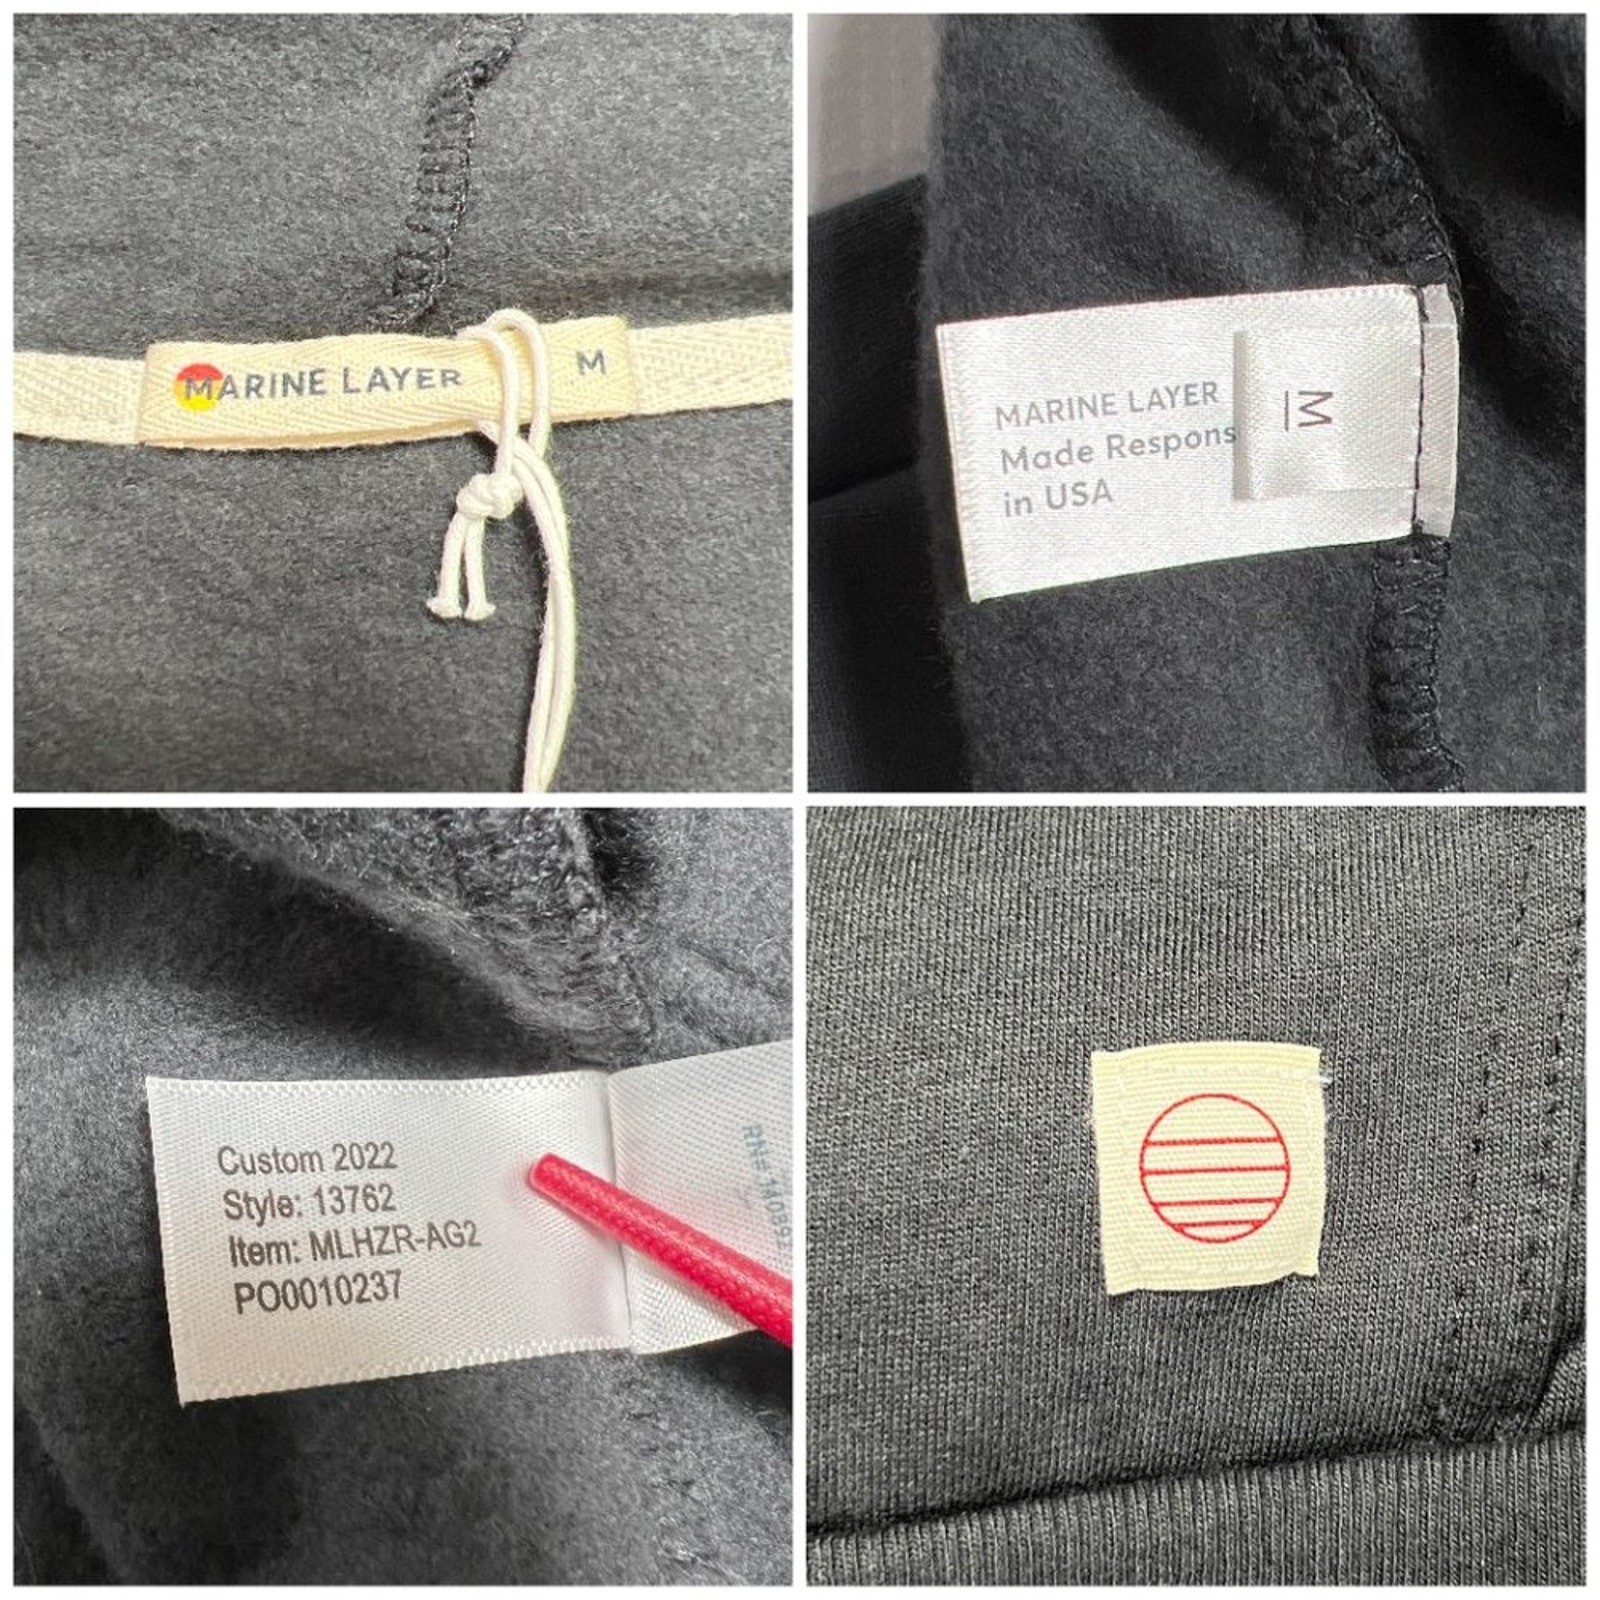 MARINE LAYER
M
MARINE LAYER
Made Respons
in USA
M
Custom 2022
Style: 13762
Item: MLHZR-AG2
PO0010237